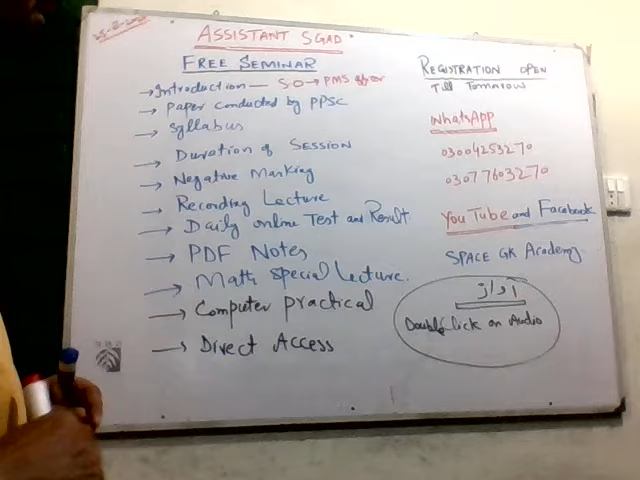 ASSISTANT SGAD
FREE SEMINAR
→ Introduction — S.O → PMS
→ Paper conducted by PPSC
→ Syllabus
→ Duration of SESSION
→ Negative Marking
→ Recording Lecture
→ Daily online Test and Result
→ PDF Notes
→ Math special Lecture.
→ Computer practical
→ Direct Access
REGISTRATION OPEN
Till Tomorrow
WhatsApp
03004253270
03077603270
YouTube and Facebook
SPACE GK Academy
آواز
Double Click on Audio